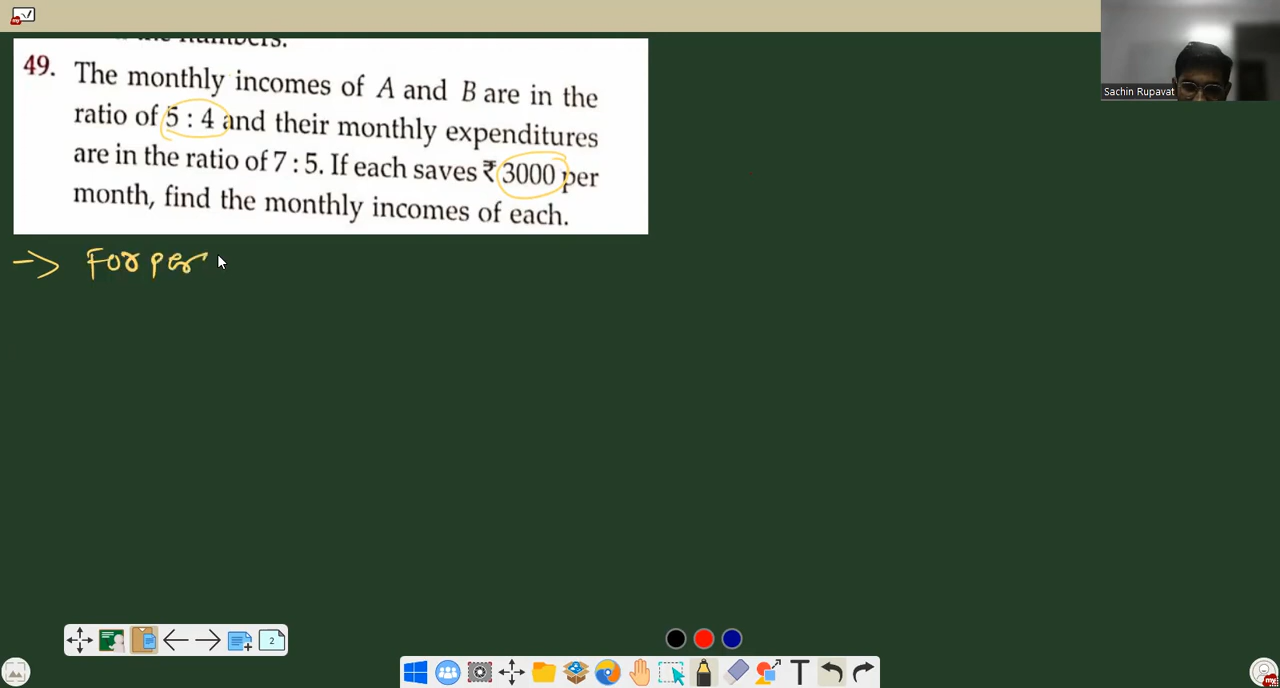 the numbers.
49. The monthly incomes of A and B are in the
ratio of 5 : 4 and their monthly expenditures
are in the ratio of 7 : 5. If each saves ₹ 3000 per
month, find the monthly incomes of each.
-> For per
Sachin Rupavat
2